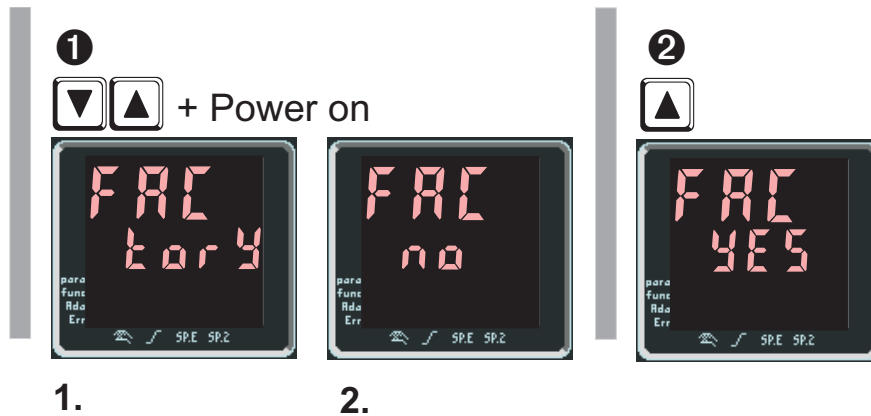 ❶
▼ ▲ + Power on
FAC
torY
para
func
Ada
Err
SP.E SP.2
1.
FAC
no
para
func
Ada
Err
SP.E SP.2
2.
❷
▲
FAC
YES
para
func
Ada
Err
SP.E SP.2